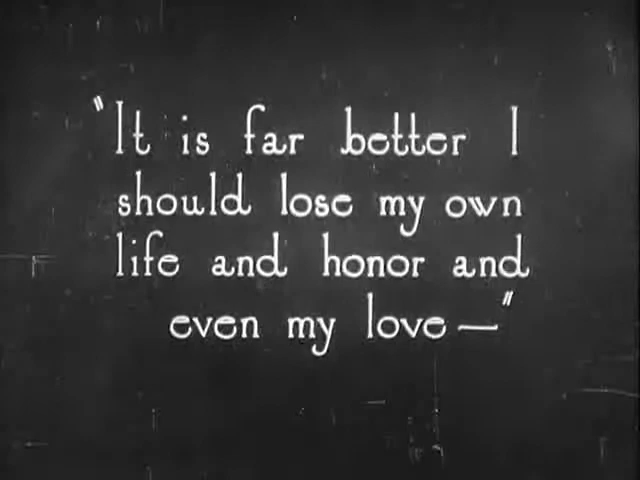 "It is far better I
should lose my own
life and honor and
even my love—"